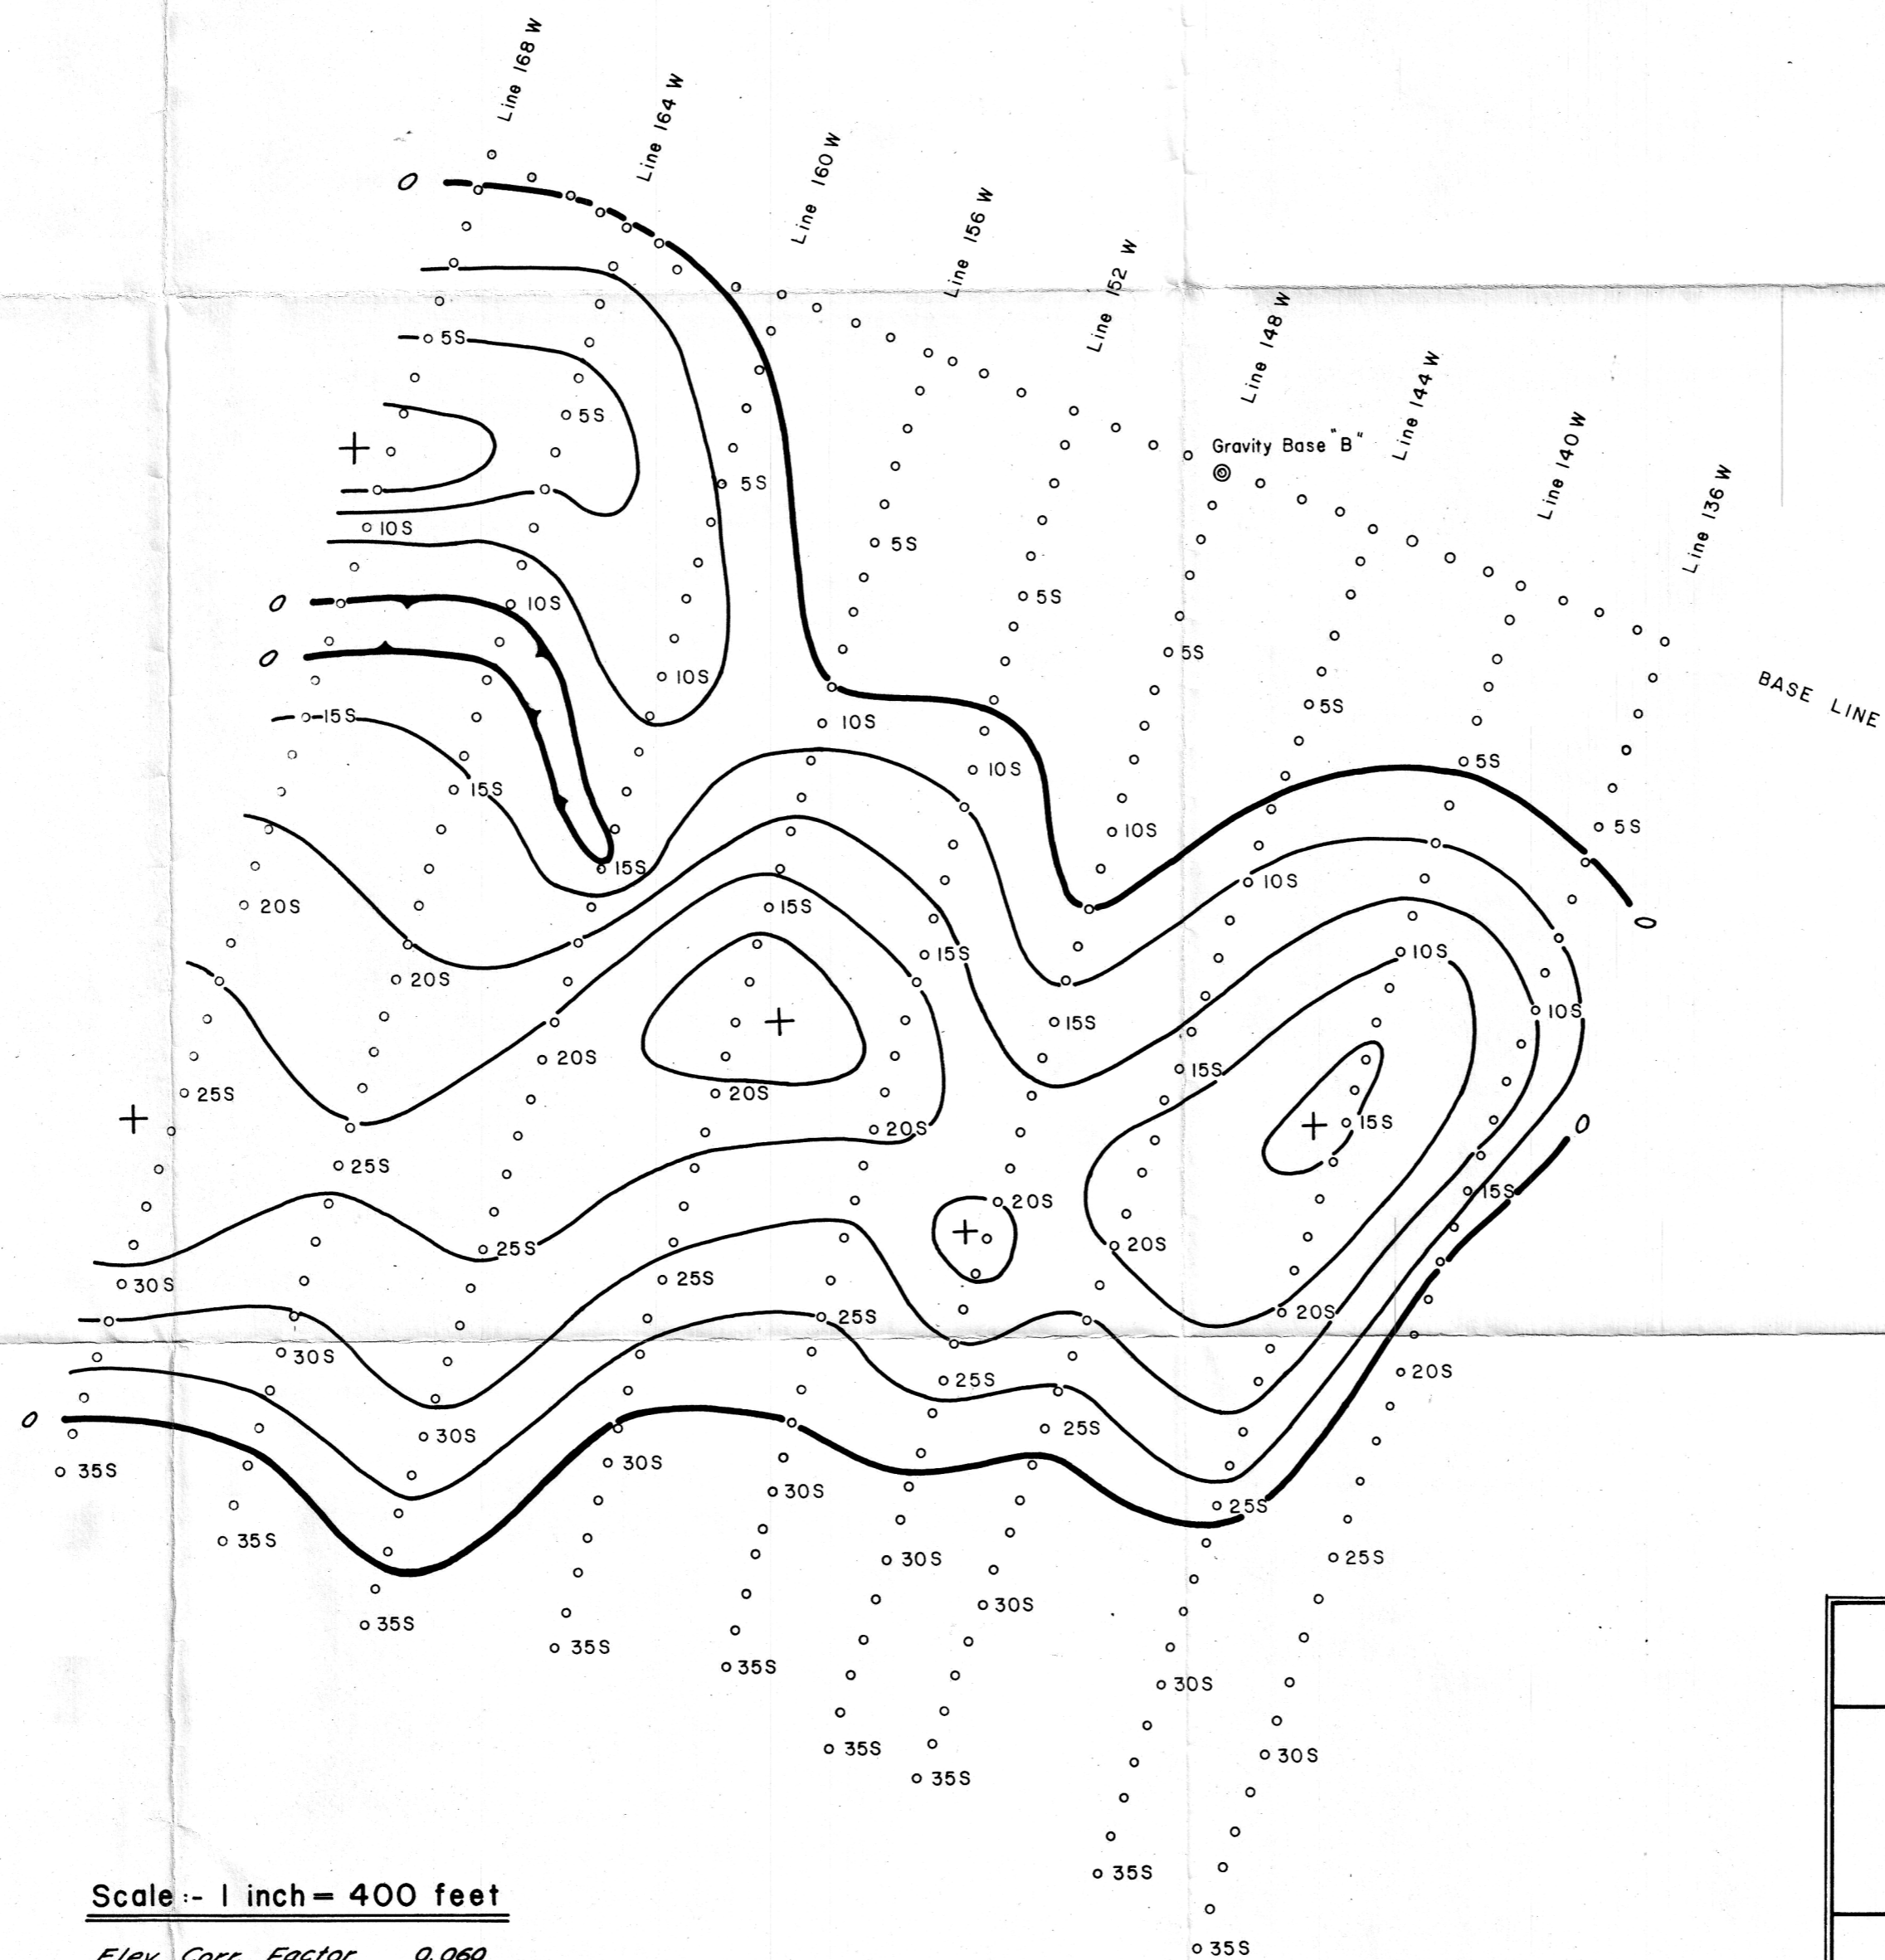 Line 168 W
Line 164 W
Line 160 W
Line 156 W
Line 152 W
Line 148 W
Line 144 W
Line 140 W
Line 136 W
0
5S
5S
Gravity Base "B"
5S
10S
5S
5S
0
10S
5S
0
10S
5S
BASE LINE
15S
10S
10S
5S
15S
10S
5S
15S
10S
20S
15S
0
20S
15S
10S
15S
10S
25S
20S
20S
15S
25S
20S
15S
0
15S
20S
25S
20S
30S
25S
25S
20S
30S
25S
20S
0
30S
25S
35S
30S
30S
25S
35S
30S
25S
35S
35S
30S
35S
30S
35S
30S
35S
35S
35S
Scale :- 1 inch = 400 feet
Elev. Corr. Factor 0.060